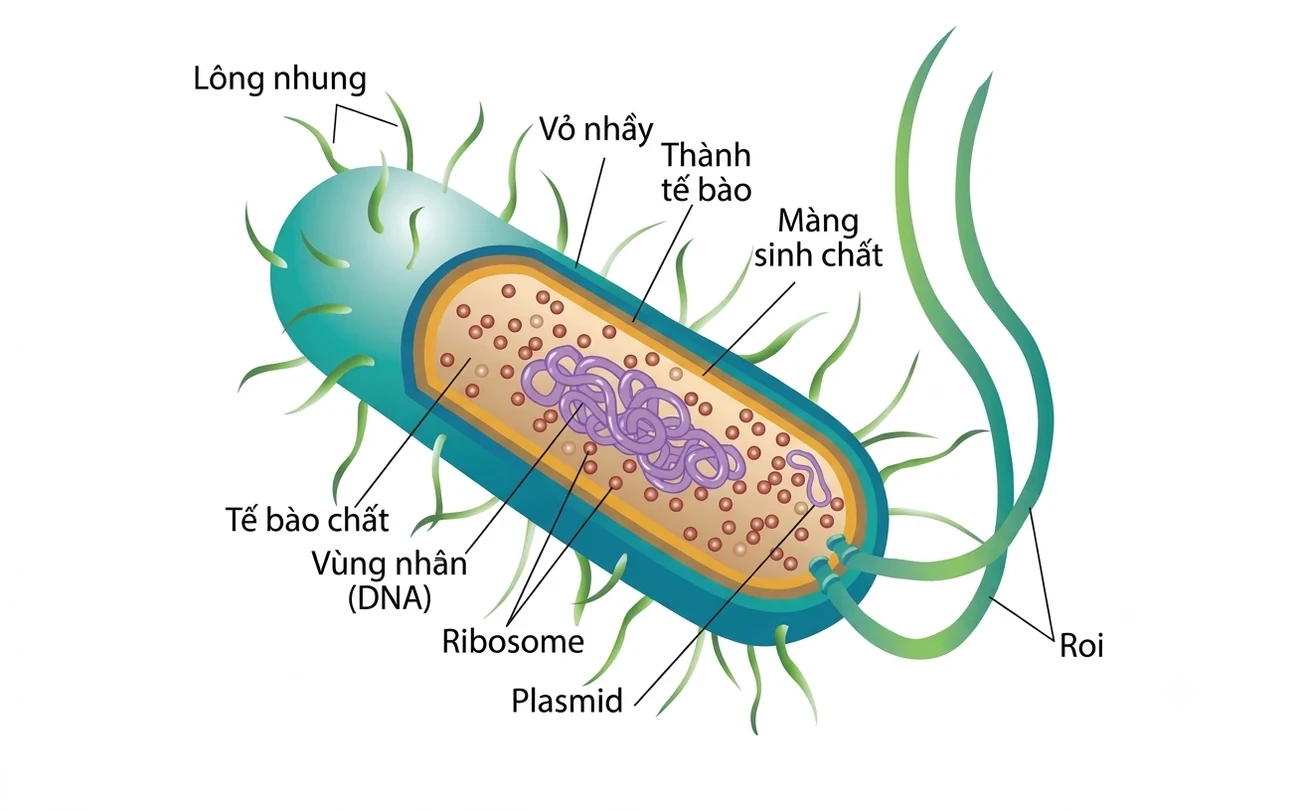 Lông nhung
Vỏ nhầy
Thành
tế bào
Màng
sinh chất
Tế bào chất
Vùng nhân
(DNA)
Ribosome
Plasmid
Roi